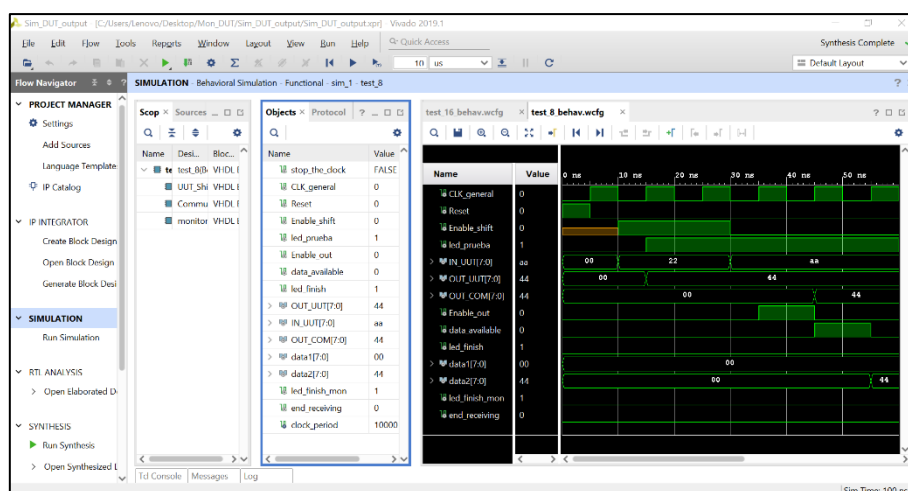 Sim_DUT_output - [C:/Users/Lenovo/Desktop/Mon_DUT/Sim_DUT_output/Sim_DUT_output.xpr] - Vivado 2019.1
File Edit Flow Tools Reports Window Layout View Run Help Quick Access Synthesis Complete
10 us Default Layout
Flow Navigator
SIMULATION - Behavioral Simulation - Functional - sim_1 - test_8
PROJECT MANAGER
Settings
Add Sources
Language Template
IP Catalog
IP INTEGRATOR
Create Block Design
Open Block Design
Generate Block Desi
SIMULATION
Run Simulation
RTL ANALYSIS
Open Elaborated D
SYNTHESIS
Run Synthesis
Open Synthesized
Scop Sources
Name Desi... Bloc...
te test_8(B VHDL
UUT_Shi VHDL
Commu VHDL
monitor VHDL
Objects Protocol
Name Value
stop_the_clock FALSE
CLK_general 0
Reset 0
Enable_shift 0
led_prueba 1
Enable_out 0
data_available 0
led_finish 1
OUT_UUT[7:0] 44
IN_UUT[7:0] aa
OUT_COM[7:0] 44
data1[7:0] 00
data2[7:0] 44
led_finish_mon 1
end_receiving 0
clock_period 10000
test_16_behav.wcfg test_8_behav.wcfg
Name Value 0 ns 10 ns 20 ns 30 ns 40 ns 50 ns
CLK_general 0
Reset 0
Enable_shift 0
led_prueba 1
IN_UUT[7:0] aa 00 22 aa
OUT_UUT[7:0] 44 00 44
OUT_COM[7:0] 44 00 44
Enable_out 0
data_available 0
led_finish 1
data1[7:0] 00 00
data2[7:0] 44 00 44
led_finish_mon 1
end_receiving 0
Tcl Console Messages Log
Sim Time: 100 ns